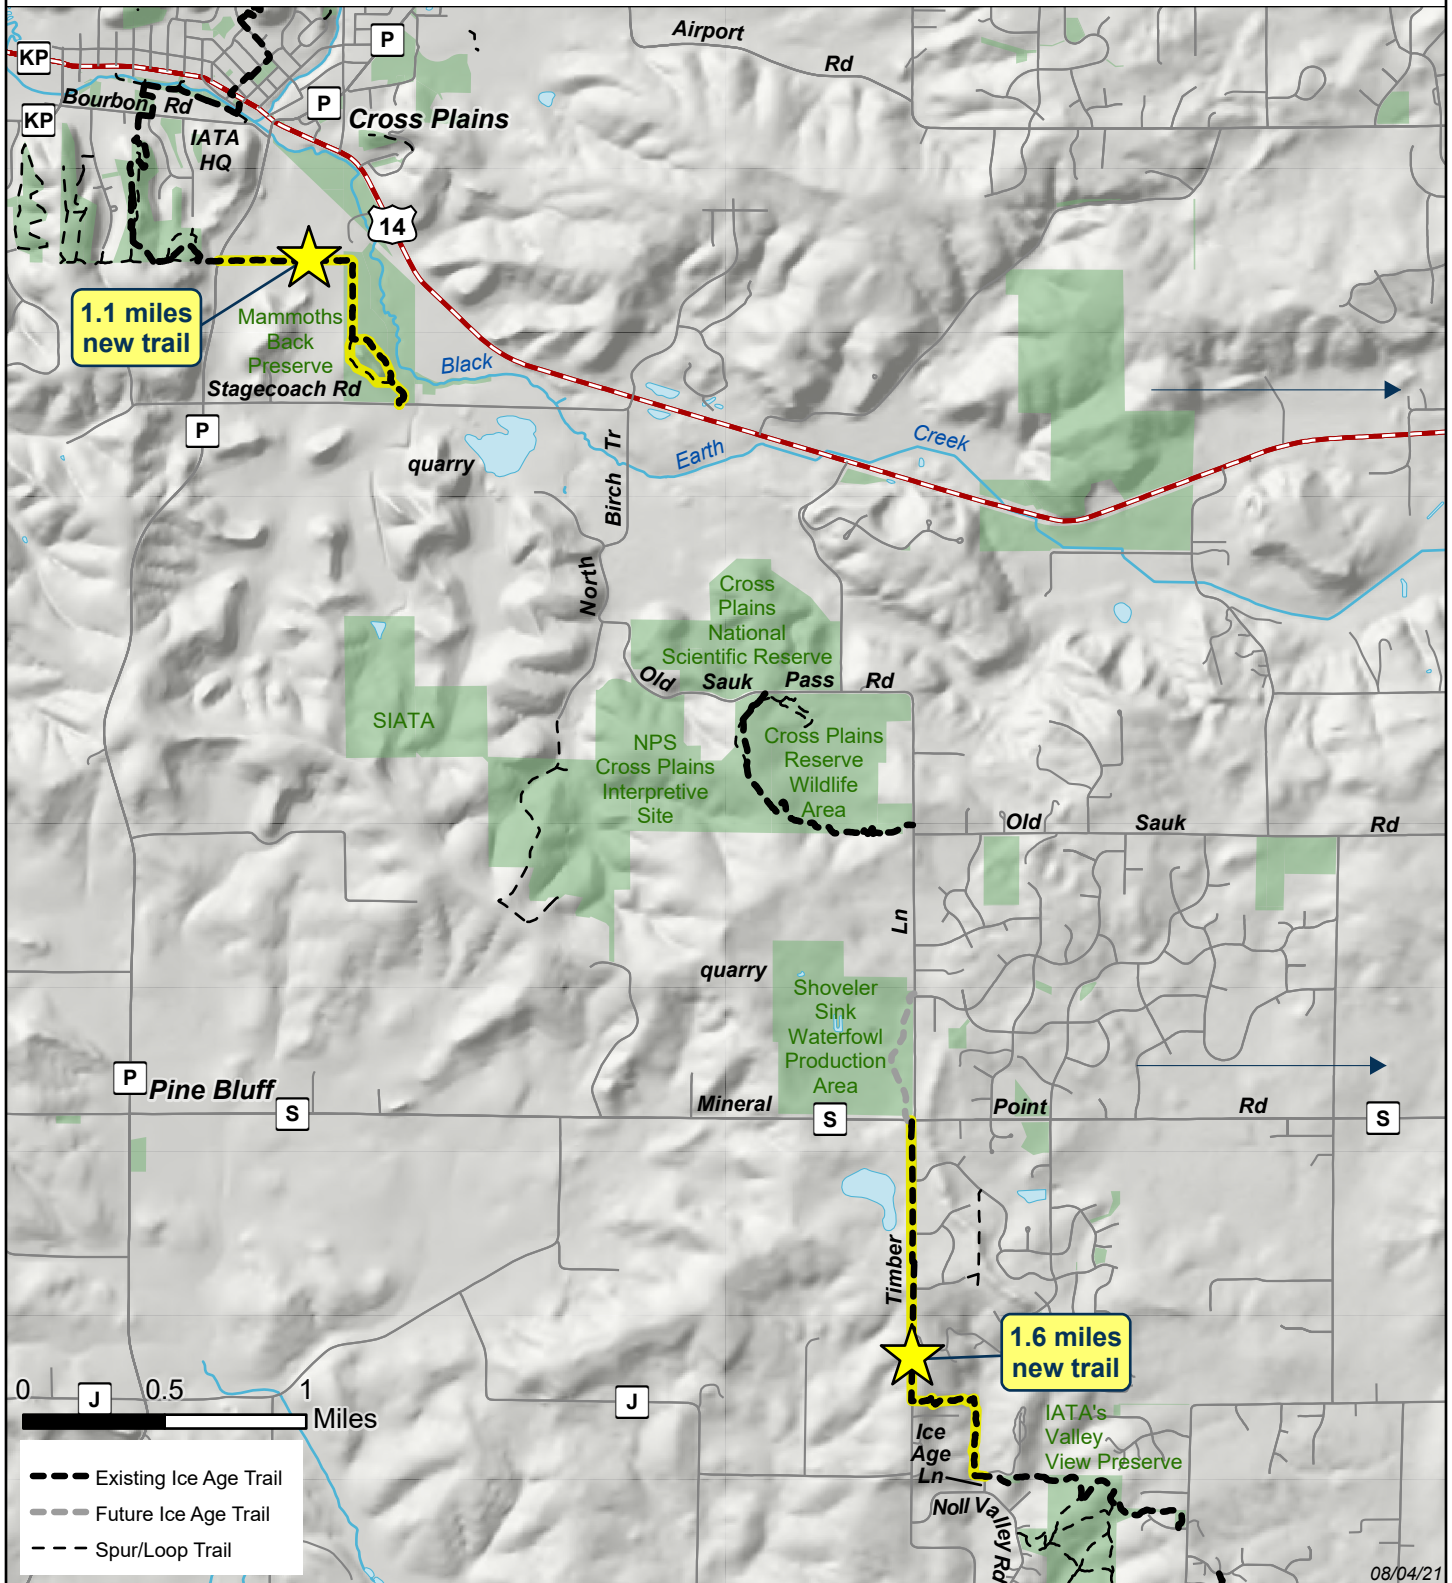 Airport
Rd
P
KP
Bourbon Rd
P
KP
Cross Plains
IATA
HQ
14
1.1 miles
new trail
Mammoths
Back
Preserve
Stagecoach Rd
Black
P
quarry
Birch Tr
Earth
Creek
North
Cross
Plains
National
Scientific Reserve
Old Sauk Pass Rd
SIATA
NPS
Cross Plains
Interpretive
Site
Cross Plains
Reserve
Wildlife
Area
Old Sauk Rd
Ln
quarry
Shoveler
Sink
Waterfowl
Production
Area
P
Pine Bluff
S
Mineral
S
Point
Rd
S
Timber
1.6 miles
new trail
0 0.5 1
Miles
J
J
IATA's
Valley
View Preserve
Ice
Age
Ln
Noll Valley Rd
Existing Ice Age Trail
Future Ice Age Trail
Spur/Loop Trail
08/04/21